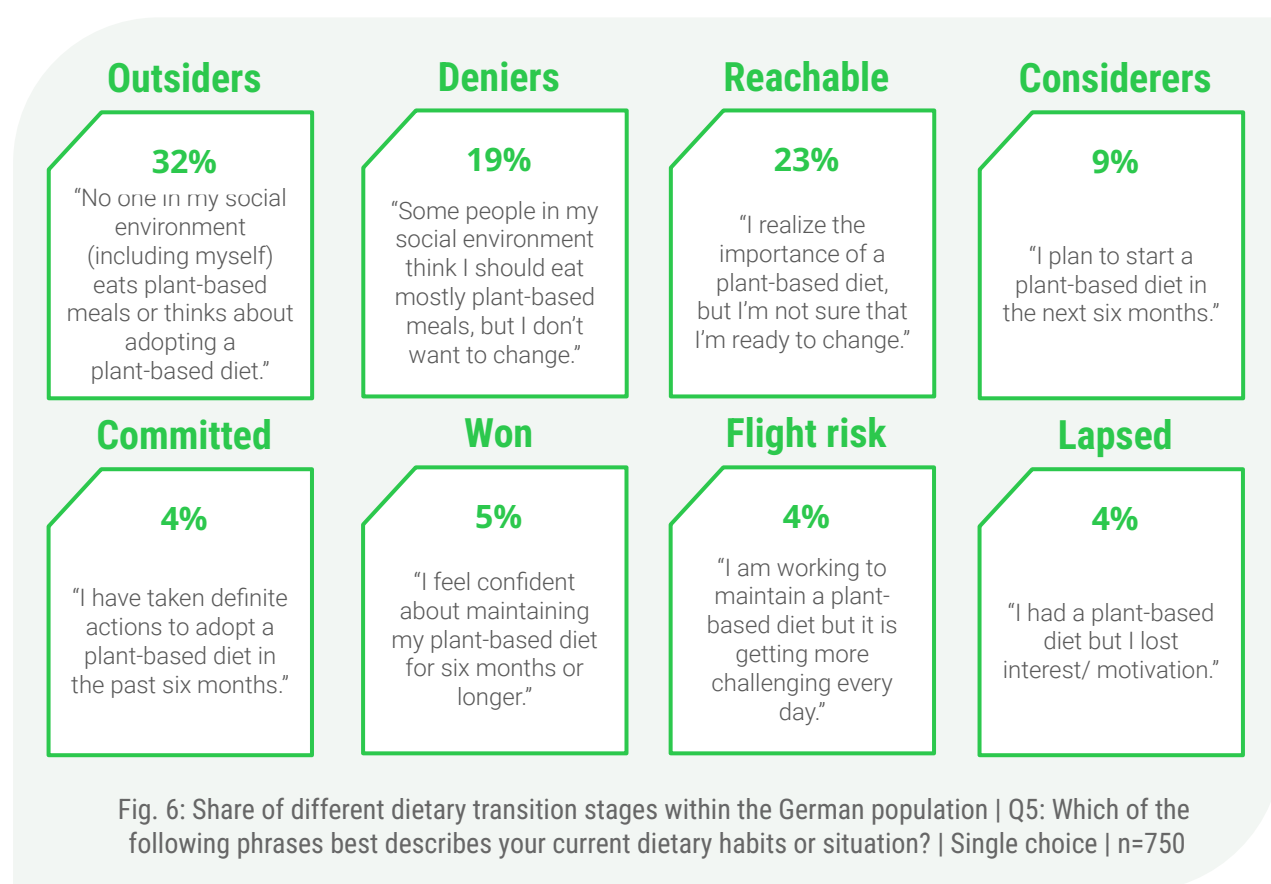 Outsiders
32%
“No one in my social
environment
(including myself)
eats plant-based
meals or thinks about
adopting a
plant-based diet.”
Deniers
19%
“Some people in my
social environment
think I should eat
mostly plant-based
meals, but I don’t
want to change.”
Reachable
23%
“I realize the
importance of a
plant-based diet,
but I’m not sure that
I’m ready to change.”
Considerers
9%
“I plan to start a
plant-based diet in
the next six months.”
Committed
4%
“I have taken definite
actions to adopt a
plant-based diet in
the past six months.”
Won
5%
“I feel confident
about maintaining
my plant-based diet
for six months or
longer.”
Flight risk
4%
“I am working to
maintain a plant-
based diet but it is
getting more
challenging every
day.”
Lapsed
4%
“I had a plant-based
diet but I lost
interest/ motivation.”
Fig. 6: Share of different dietary transition stages within the German population | Q5: Which of the
following phrases best describes your current dietary habits or situation? | Single choice | n=750